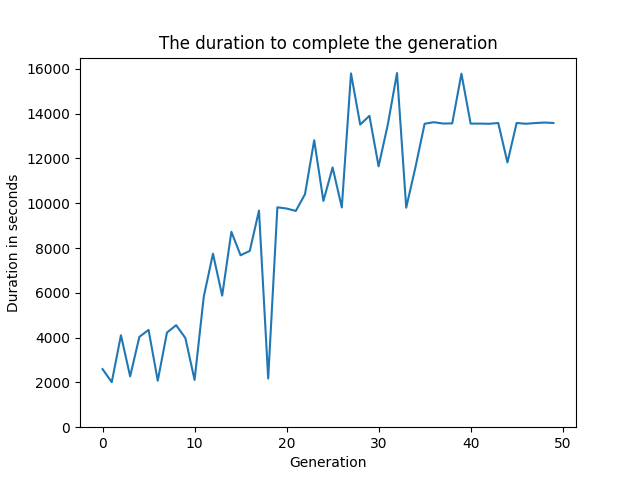 The duration to complete the generation
16000
14000
12000
10000
8000
6000
4000
2000
0
Duration in seconds
0 10 20 30 40 50
Generation